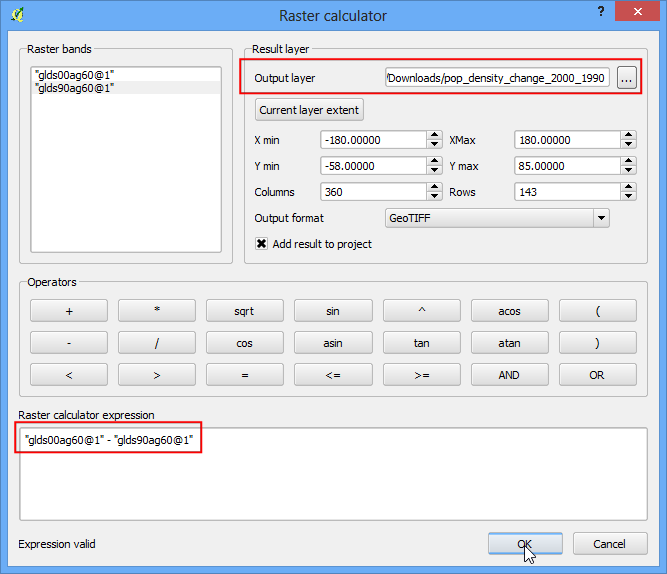 Raster calculator
?
Raster bands
"glds00ag60@1"
"glds90ag60@1"
Result layer
Output layer /Downloads/pop_density_change_2000_1990 ...
Current layer extent
X min -180.00000 XMax 180.00000
Y min -58.00000 Y max 85.00000
Columns 360 Rows 143
Output format GeoTIFF
Add result to project
Operators
+ * sqrt sin ^ acos (
- / cos asin tan atan )
< > = <= >= AND OR
Raster calculator expression
"glds00ag60@1" - "glds90ag60@1"
Expression valid OK Cancel